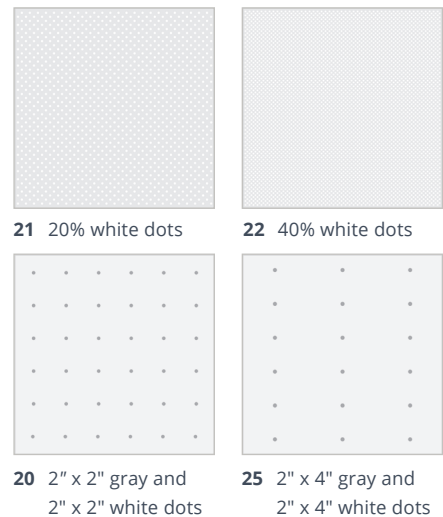 21 20% white dots
22 40% white dots
20 2" x 2" gray and
2" x 2" white dots
25 2" x 4" gray and
2" x 4" white dots